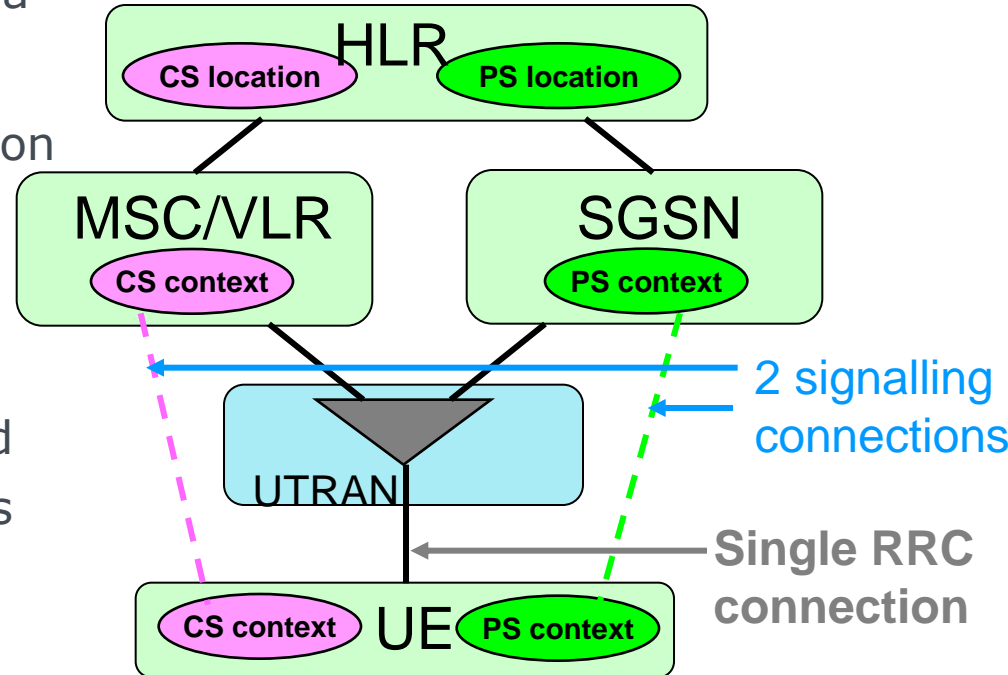 HLR
CS location
PS location
on
MSC/VLR
SGSN
CS context
PS context
2 signalling
connections
UTRAN
Single RRC
connection
CS context
UE
PS context